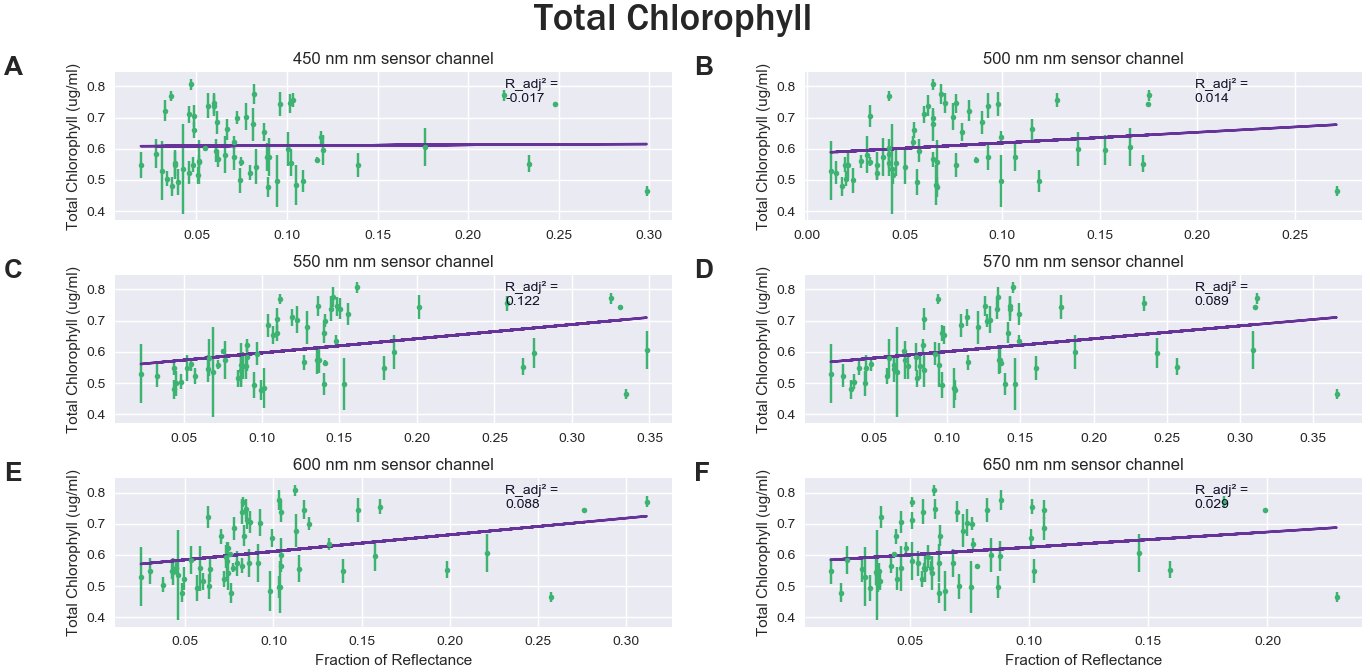 Total Chlorophyll
A
450 nm nm sensor channel
Total Chlorophyll (ug/ml)
0.8
0.7
0.6
0.5
0.4
R_adj² =
-0.017
0.05
0.10
0.15
0.20
0.25
0.30
B
500 nm nm sensor channel
Total Chlorophyll (ug/ml)
0.8
0.7
0.6
0.5
0.4
R_adj² =
0.014
0.00
0.05
0.10
0.15
0.20
0.25
C
550 nm nm sensor channel
Total Chlorophyll (ug/ml)
0.8
0.7
0.6
0.5
0.4
R_adj² =
0.122
0.05
0.10
0.15
0.20
0.25
0.30
0.35
D
570 nm nm sensor channel
Total Chlorophyll (ug/ml)
0.8
0.7
0.6
0.5
0.4
R_adj² =
0.089
0.05
0.10
0.15
0.20
0.25
0.30
0.35
E
600 nm nm sensor channel
Total Chlorophyll (ug/ml)
0.8
0.7
0.6
0.5
0.4
R_adj² =
0.088
0.05
0.10
0.15
0.20
0.25
0.30
Fraction of Reflectance
F
650 nm nm sensor channel
Total Chlorophyll (ug/ml)
0.8
0.7
0.6
0.5
0.4
R_adj² =
0.029
0.05
0.10
0.15
0.20
Fraction of Reflectance